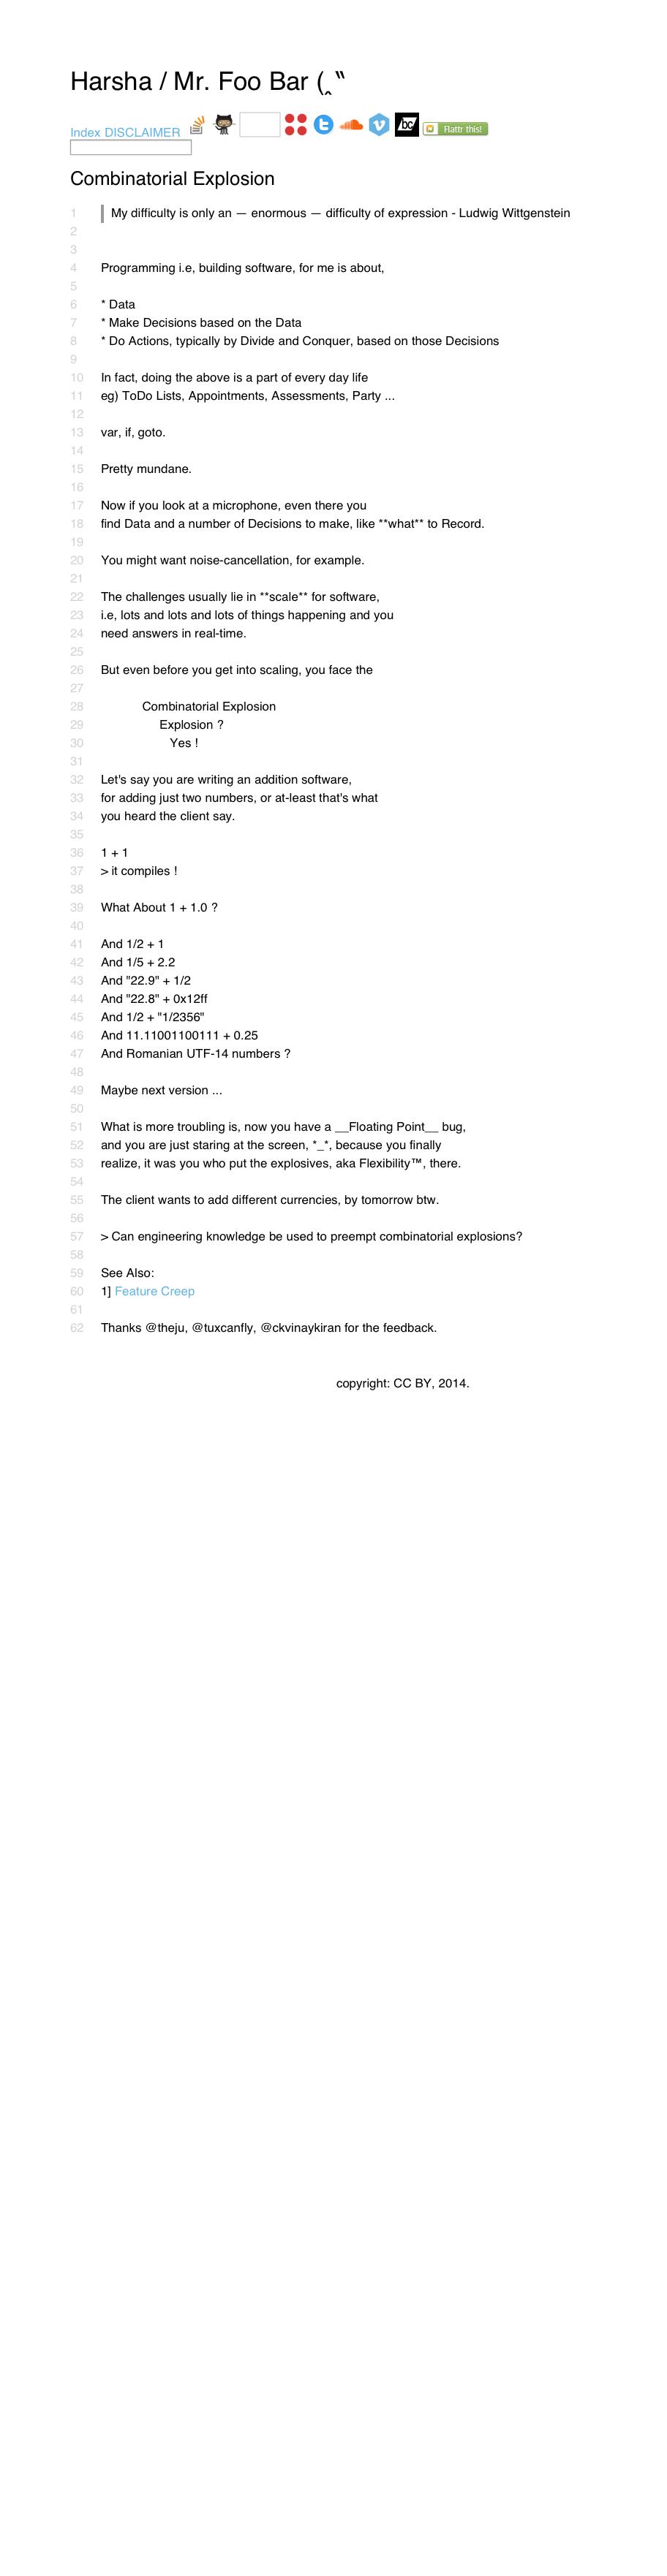 Harsha / Mr. Foo Bar (‸‶
Index DISCLAIMER
bc
Flattr this!
Combinatorial Explosion
1 My difficulty is only an — enormous — difficulty of expression - Ludwig Wittgenstein
2
3
4 Programming i.e, building software, for me is about,
5
6 * Data
7 * Make Decisions based on the Data
8 * Do Actions, typically by Divide and Conquer, based on those Decisions
9
10 In fact, doing the above is a part of every day life
11 eg) ToDo Lists, Appointments, Assessments, Party ...
12
13 var, if, goto.
14
15 Pretty mundane.
16
17 Now if you look at a microphone, even there you
18 find Data and a number of Decisions to make, like **what** to Record.
19
20 You might want noise-cancellation, for example.
21
22 The challenges usually lie in **scale** for software,
23 i.e, lots and lots and lots of things happening and you
24 need answers in real-time.
25
26 But even before you get into scaling, you face the
27
28 Combinatorial Explosion
29 Explosion ?
30 Yes !
31
32 Let's say you are writing an addition software,
33 for adding just two numbers, or at-least that's what
34 you heard the client say.
35
36 1 + 1
37 > it compiles !
38
39 What About 1 + 1.0 ?
40
41 And 1/2 + 1
42 And 1/5 + 2.2
43 And "22.9" + 1/2
44 And "22.8" + 0x12ff
45 And 1/2 + "1/2356"
46 And 11.11001100111 + 0.25
47 And Romanian UTF-14 numbers ?
48
49 Maybe next version ...
50
51 What is more troubling is, now you have a __Floating Point__ bug,
52 and you are just staring at the screen, *_*, because you finally
53 realize, it was you who put the explosives, aka Flexibility™, there.
54
55 The client wants to add different currencies, by tomorrow btw.
56
57 > Can engineering knowledge be used to preempt combinatorial explosions?
58
59 See Also:
60 1] Feature Creep
61
62 Thanks @theju, @tuxcanfly, @ckvinaykiran for the feedback.
copyright: CC BY, 2014.